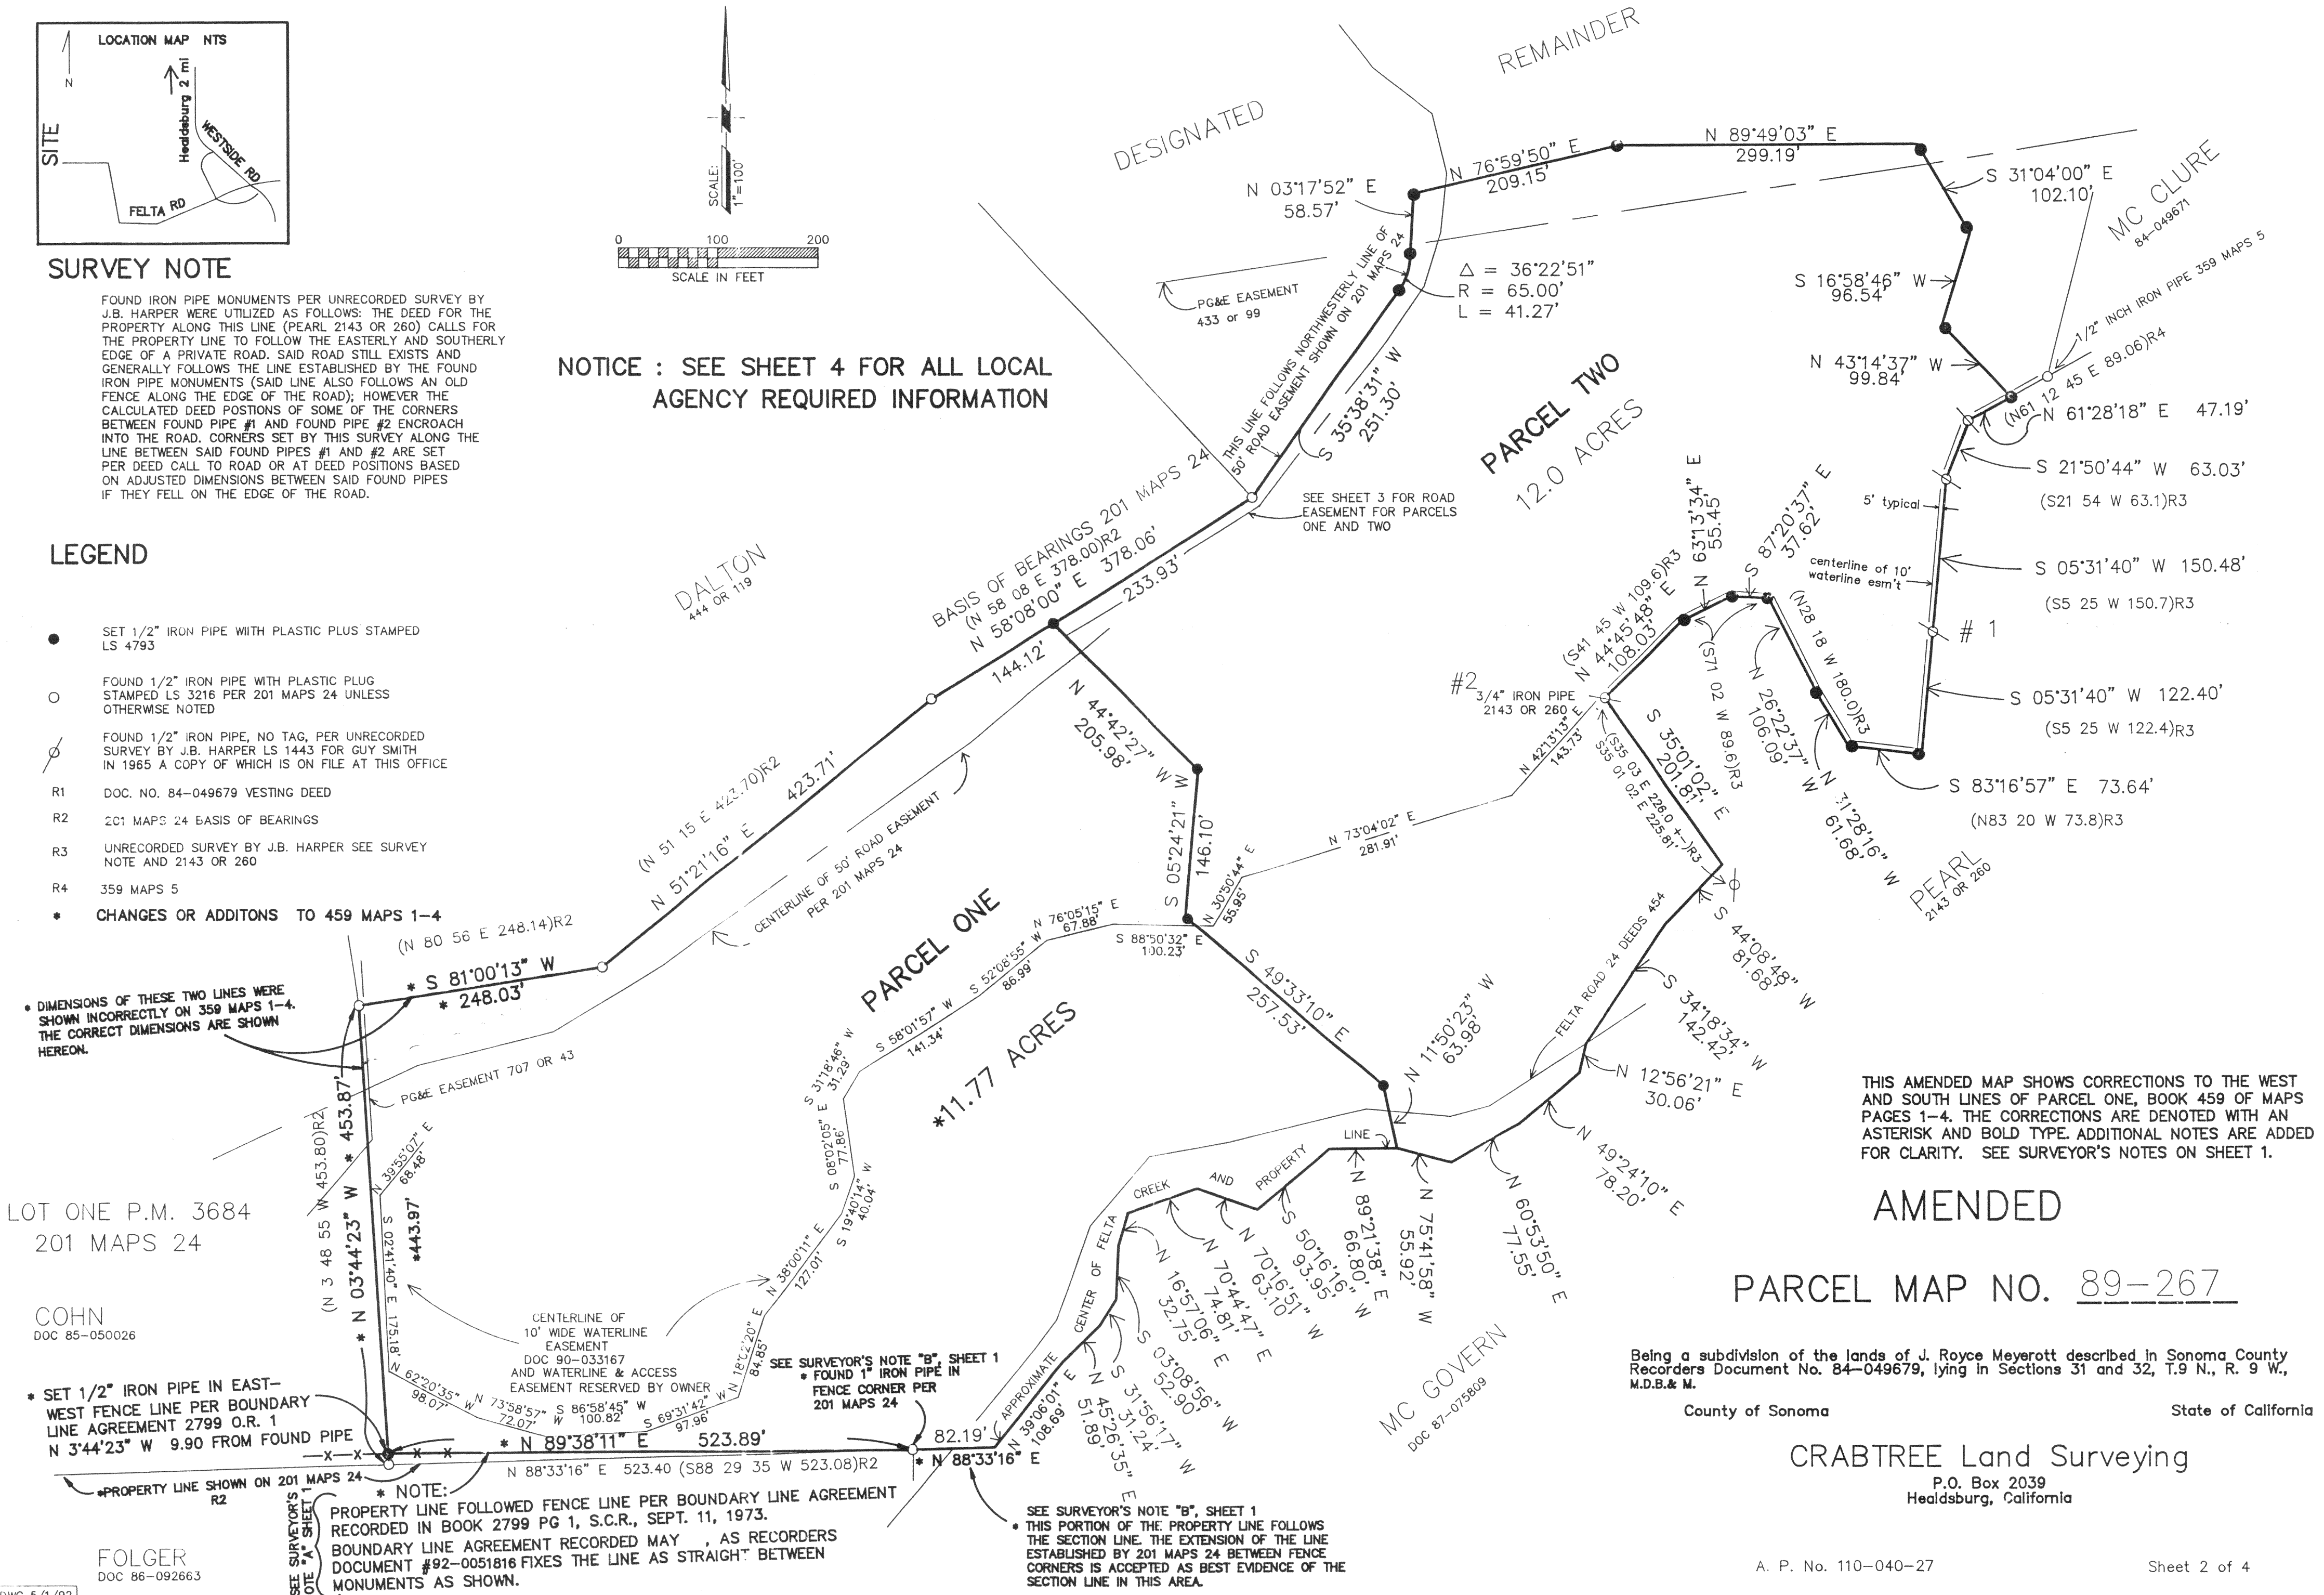 LOCATION MAP NTS
N
Healdsburg 2 mi
SITE
WESTSIDE RD
FELTA RD
SURVEY NOTE
FOUND IRON PIPE MONUMENTS PER UNRECORDED SURVEY BY
J.B. HARPER WERE UTILIZED AS FOLLOWS: THE DEED FOR THE
PROPERTY ALONG THIS LINE (PEARL 2143 OR 260) CALLS FOR
THE PROPERTY LINE TO FOLLOW THE EASTERLY AND SOUTHERLY
EDGE OF A PRIVATE ROAD. SAID ROAD STILL EXISTS AND
GENERALLY FOLLOWS THE LINE ESTABLISHED BY THE FOUND
IRON PIPE MONUMENTS (SAID LINE ALSO FOLLOWS AN OLD
FENCE ALONG THE EDGE OF THE ROAD); HOWEVER THE
CALCULATED DEED POSTIONS OF SOME OF THE CORNERS
BETWEEN FOUND PIPE #1 AND FOUND PIPE #2 ENCROACH
INTO THE ROAD. CORNERS SET BY THIS SURVEY ALONG THE
LINE BETWEEN SAID FOUND PIPES #1 AND #2 ARE SET
PER DEED CALL TO ROAD OR AT DEED POSITIONS BASED
ON ADJUSTED DIMENSIONS BETWEEN SAID FOUND PIPES
IF THEY FELL ON THE EDGE OF THE ROAD.
SCALE:
1"=100'
0 100 200
SCALE IN FEET
NOTICE : SEE SHEET 4 FOR ALL LOCAL
AGENCY REQUIRED INFORMATION
LEGEND
SET 1/2" IRON PIPE WIITH PLASTIC PLUS STAMPED
LS 4793
FOUND 1/2" IRON PIPE WITH PLASTIC PLUG
STAMPED LS 3216 PER 201 MAPS 24 UNLESS
OTHERWISE NOTED
FOUND 1/2" IRON PIPE, NO TAG, PER UNRECORDED
SURVEY BY J.B. HARPER LS 1443 FOR GUY SMITH
IN 1965 A COPY OF WHICH IS ON FILE AT THIS OFFICE
R1 DOC. NO. 84-049679 VESTING DEED
R2 201 MAPS 24 BASIS OF BEARINGS
R3 UNRECORDED SURVEY BY J.B. HARPER SEE SURVEY
NOTE AND 2143 OR 260
R4 359 MAPS 5
* CHANGES OR ADDITONS TO 459 MAPS 1-4
DESIGNATED
REMAINDER
N 03°17'52" E
58.57'
N 76°59'50" E
209.15'
N 89°49'03" E
299.19'
S 31°04'00" E
102.10'
MC CLURE
84-049671
S 16°58'46" W
96.54'
1/2" INCH IRON PIPE 359 MAPS 5
N 43°14'37" W
99.84'
(N61 12 45 E 89.06)R4
N 61°28'18" E 47.19'
S 21°50'44" W 63.03'
(S21 54 W 63.1)R3
5' typical
centerline of 10'
waterline esm't
S 05°31'40" W 150.48'
(S5 25 W 150.7)R3
# 1
S 05°31'40" W 122.40'
(S5 25 W 122.4)R3
S 83°16'57" E 73.64'
(N83 20 W 73.8)R3
PG&E EASEMENT
433 or 99
THIS LINE FOLLOWS NORTHWESTERLY LINE OF
50' ROAD EASEMENT SHOWN ON 201 MAPS 24
Δ = 36°22'51"
R = 65.00'
L = 41.27'
S 35°38'31" W
251.30'
PARCEL TWO
12.0 ACRES
SEE SHEET 3 FOR ROAD
EASEMENT FOR PARCELS
ONE AND TWO
DALTON
444 OR 119
BASIS OF BEARINGS 201 MAPS 24
(N 58 08 E 378.00)R2
N 58°08'00" E 378.06'
233.93'
144.12'
N 44°42'27" W
205.98'
S 05°24'21" W
146.10'
(S41 45 W 109.6)R3
N 44°45'48" E
108.03'
N 63°13'34" E
55.45'
S 87°20'37" E
37.62'
(S71 02 W 89.6)R3
(N28 18 W 180.0)R3
N 26°22'37" W
106.09'
N 31°28'16" W
61.68'
PEARL
2143 OR 260
#2
3/4" IRON PIPE
2143 OR 260
N 42°13'13" E
143.73'
S 35°01'02" E
201.81'
(S35 03 E 226.0 +-)R3
S35 01 02 E 225.81'
N 73°04'02" E
281.91'
N 30°50'44" E
55.95'
S 88°50'32" E
100.23'
N 76°05'15" E
67.88'
S 52°08'55" W
86.99'
S 58°01'57" W
141.34'
S 31°18'46" W
31.29'
S 08°02'05" E
77.86'
S 19°40'14" W
40.04'
N 38°00'11" E
127.01'
N 18°02'20" E
84.85'
S 69°31'42" W
97.96'
S 86°58'45" W
100.82'
N 73°58'57" W
72.07'
N 62°20'35" W
98.07'
S 02°41'40" E 175.18'
N 39°55'07" E
68.48'
(N 51 15 E 423.70)R2
N 51°21'16" E 423.71'
CENTERLINE OF 50' ROAD EASEMENT
PER 201 MAPS 24
PARCEL ONE
*11.77 ACRES
(N 80 56 E 248.14)R2
* S 81°00'13" W
* 248.03'
* DIMENSIONS OF THESE TWO LINES WERE
SHOWN INCORRECTLY ON 359 MAPS 1-4.
THE CORRECT DIMENSIONS ARE SHOWN
HEREON.
PG&E EASEMENT 707 OR 43
(N 3 48 55 W 453.80)R2
* N 03°44'23" W * 453.87'
*443.97'
LOT ONE P.M. 3684
201 MAPS 24
COHN
DOC 85-050026
CENTERLINE OF
10' WIDE WATERLINE
EASEMENT
DOC 90-033167
AND WATERLINE & ACCESS
EASEMENT RESERVED BY OWNER
* SET 1/2" IRON PIPE IN EAST-
WEST FENCE LINE PER BOUNDARY
LINE AGREEMENT 2799 O.R. 1
N 3°44'23" W 9.90 FROM FOUND PIPE
SEE SURVEYOR'S NOTE "B", SHEET 1
* FOUND 1" IRON PIPE IN
FENCE CORNER PER
201 MAPS 24
* N 89°38'11" E 523.89'
N 88°33'16" E 523.40 (S88 29 35 W 523.08)R2
82.19'
* N 88°33'16" E
*PROPERTY LINE SHOWN ON 201 MAPS 24
R2
SEE SURVEYOR'S
NOTE "A" SHEET 1
* NOTE:
PROPERTY LINE FOLLOWED FENCE LINE PER BOUNDARY LINE AGREEMENT
RECORDED IN BOOK 2799 PG 1, S.C.R., SEPT. 11, 1973.
BOUNDARY LINE AGREEMENT RECORDED MAY , AS RECORDERS
DOCUMENT #92-0051816 FIXES THE LINE AS STRAIGHT BETWEEN
MONUMENTS AS SHOWN.
FOLGER
DOC 86-092663
DWG 5/1/92
S 49°33'10" E
257.53'
N 11°50'23" W
63.98'
FELTA ROAD 24 DEEDS 454
S 44°08'48" W
81.68'
S 34°18'34" W
142.42'
N 12°56'21" E
30.06'
N 49°24'10" E
78.20'
N 60°53'50" E
77.55'
N 75°41'58" W
55.92'
N 89°21'38" E
66.80'
S 50°16'16" W
93.95'
N 70°16'51" W
63.10'
N 70°44'47" E
74.81'
N 16°57'06" E
32.75'
S 03°08'56" W
52.90'
S 31°56'17" W
31.24'
N 45°26'35" E
51.89'
N 39°06'01" E
108.69'
APPROXIMATE CENTER OF FELTA CREEK AND PROPERTY LINE
MC GOVERN
DOC 87-075809
SEE SURVEYOR'S NOTE "B", SHEET 1
* THIS PORTION OF THE PROPERTY LINE FOLLOWS
THE SECTION LINE. THE EXTENSION OF THE LINE
ESTABLISHED BY 201 MAPS 24 BETWEEN FENCE
CORNERS IS ACCEPTED AS BEST EVIDENCE OF THE
SECTION LINE IN THIS AREA.
THIS AMENDED MAP SHOWS CORRECTIONS TO THE WEST
AND SOUTH LINES OF PARCEL ONE, BOOK 459 OF MAPS
PAGES 1-4. THE CORRECTIONS ARE DENOTED WITH AN
ASTERISK AND BOLD TYPE. ADDITIONAL NOTES ARE ADDED
FOR CLARITY. SEE SURVEYOR'S NOTES ON SHEET 1.
AMENDED
PARCEL MAP NO. 89-267
Being a subdivision of the lands of J. Royce Meyerott described in Sonoma County
Recorders Document No. 84-049679, lying in Sections 31 and 32, T.9 N., R. 9 W.,
M.D.B.& M.
County of Sonoma State of California
CRABTREE Land Surveying
P.O. Box 2039
Healdsburg, California
A. P. No. 110-040-27 Sheet 2 of 4